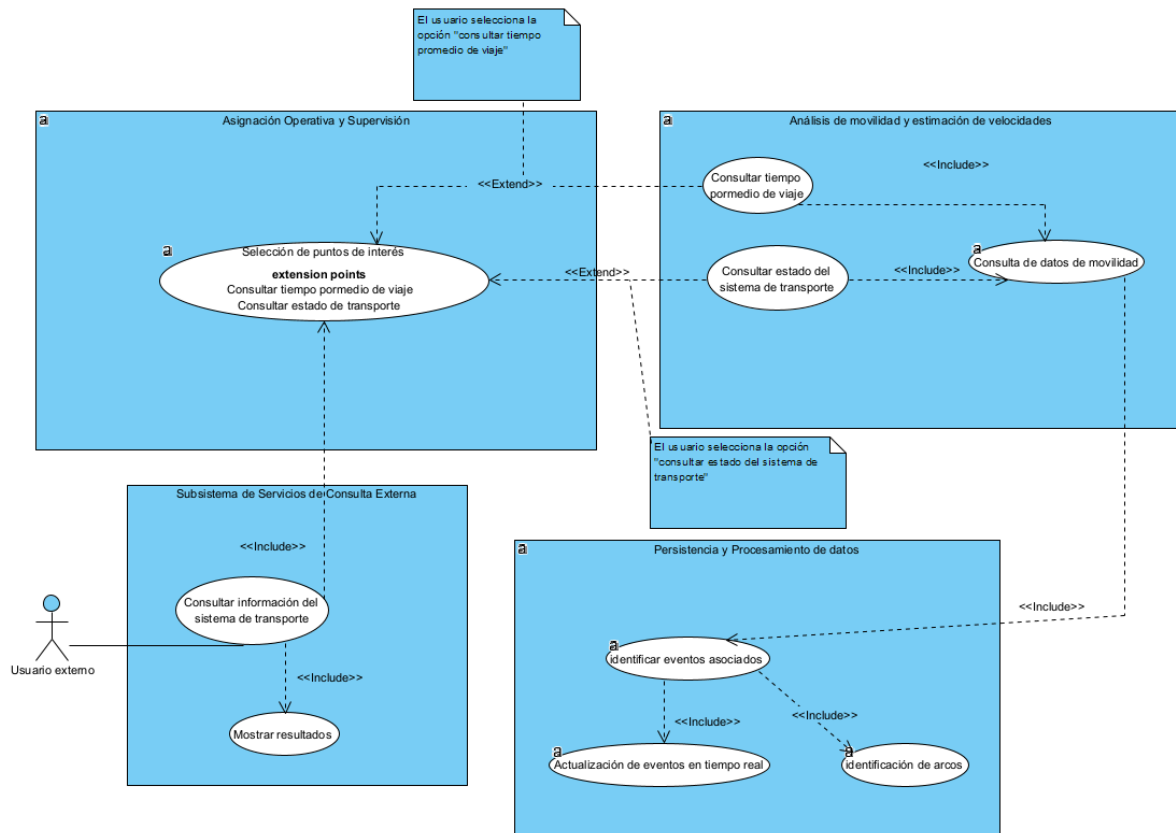 El usuario selecciona la
opción "consultar tiempo
promedio de viaje"
a
Asignación Operativa y Supervisión
a
Análisis de movilidad y estimación de velocidades
Consultar tiempo
pormedio de viaje
<<Include>>
<<Extend>>
a
Selección de puntos de interés
extension points
Consultar tiempo pormedio de viaje
Consultar estado de transporte
<<Extend>>
Consultar estado del
sistema de transporte
<<Include>>
a
Consulta de datos de movilidad
El usuario selecciona la opción
"consultar estado del sistema de
transporte"
Subsistema de Servicios de Consulta Externa
<<Include>>
Consultar información del
sistema de transporte
Usuario externo
<<Include>>
Mostrar resultados
a
Persistencia y Procesamiento de datos
<<Include>>
a
identificar eventos asociados
<<Include>>
<<Include>>
a
Actualización de eventos en tiempo real
a
identificación de arcos